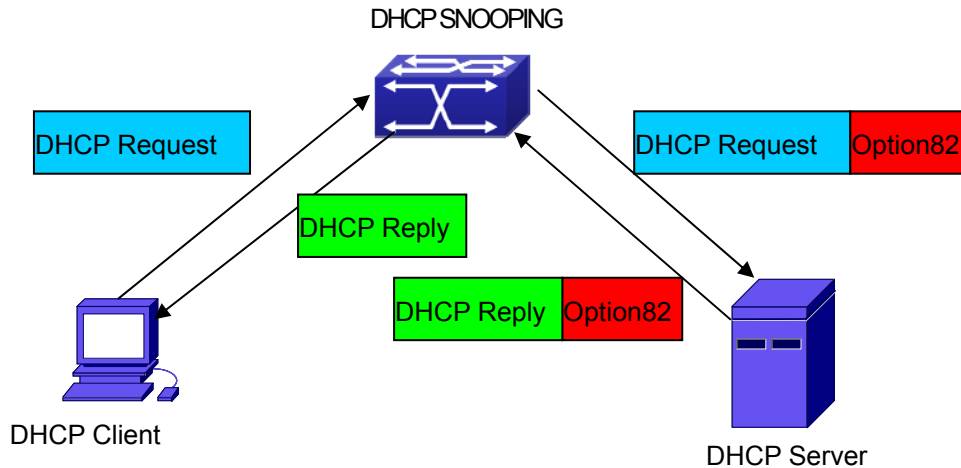 DHCP SNOOPING
DHCP Request
DHCP Request Option82
DHCP Reply
DHCP Reply Option82
DHCP Client
DHCP Server